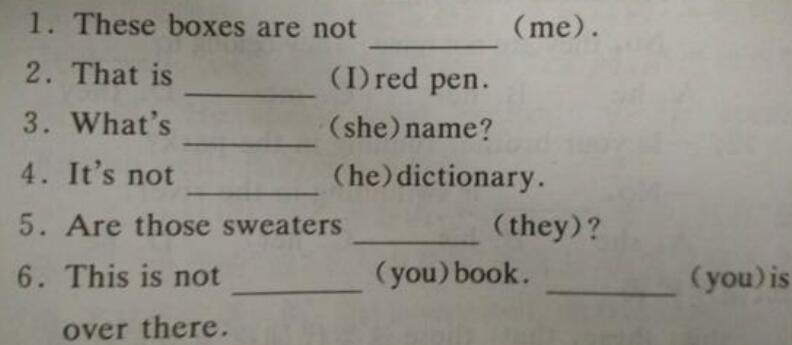 1. These boxes are not ________ (me).
2. That is ________ (I)red pen.
3. What's ________ (she)name?
4. It's not ________ (he)dictionary.
5. Are those sweaters ________ (they)?
6. This is not ________ (you)book. ________ (you)is
over there.